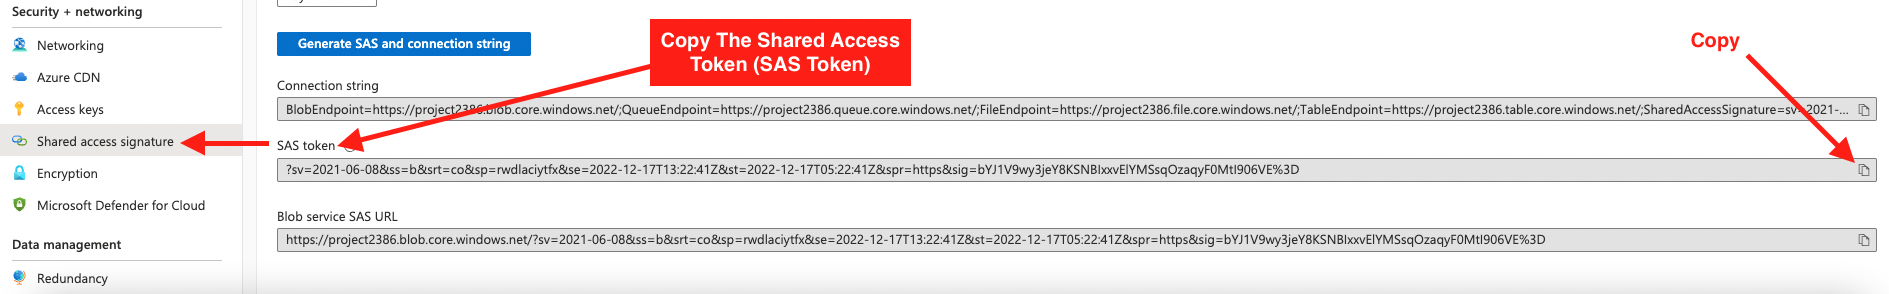 Security + networking
Networking
Azure CDN
Access keys
Shared access signature
Encryption
Microsoft Defender for Cloud
Data management
Redundancy
Generate SAS and connection string
Copy The Shared Access
Token (SAS Token)
Copy
Connection string
BlobEndpoint=https://project2386.blob.core.windows.net/;QueueEndpoint=https://project2386.queue.core.windows.net/;FileEndpoint=https://project2386.file.core.windows.net/;TableEndpoint=https://project2386.table.core.windows.net/;SharedAccessSignature=sv=2021-...
SAS token
?sv=2021-06-08&ss=b&srt=co&sp=rwdlaciytfx&se=2022-12-17T13:22:41Z&st=2022-12-17T05:22:41Z&spr=https&sig=bYJ1V9wy3jeY8KSNBIxxvElYMSsqOzaqyF0MtI906VE%3D
Blob service SAS URL
https://project2386.blob.core.windows.net/?sv=2021-06-08&ss=b&srt=co&sp=rwdlaciytfx&se=2022-12-17T13:22:41Z&st=2022-12-17T05:22:41Z&spr=https&sig=bYJ1V9wy3jeY8KSNBIxxvElYMSsqOzaqyF0MtI906VE%3D